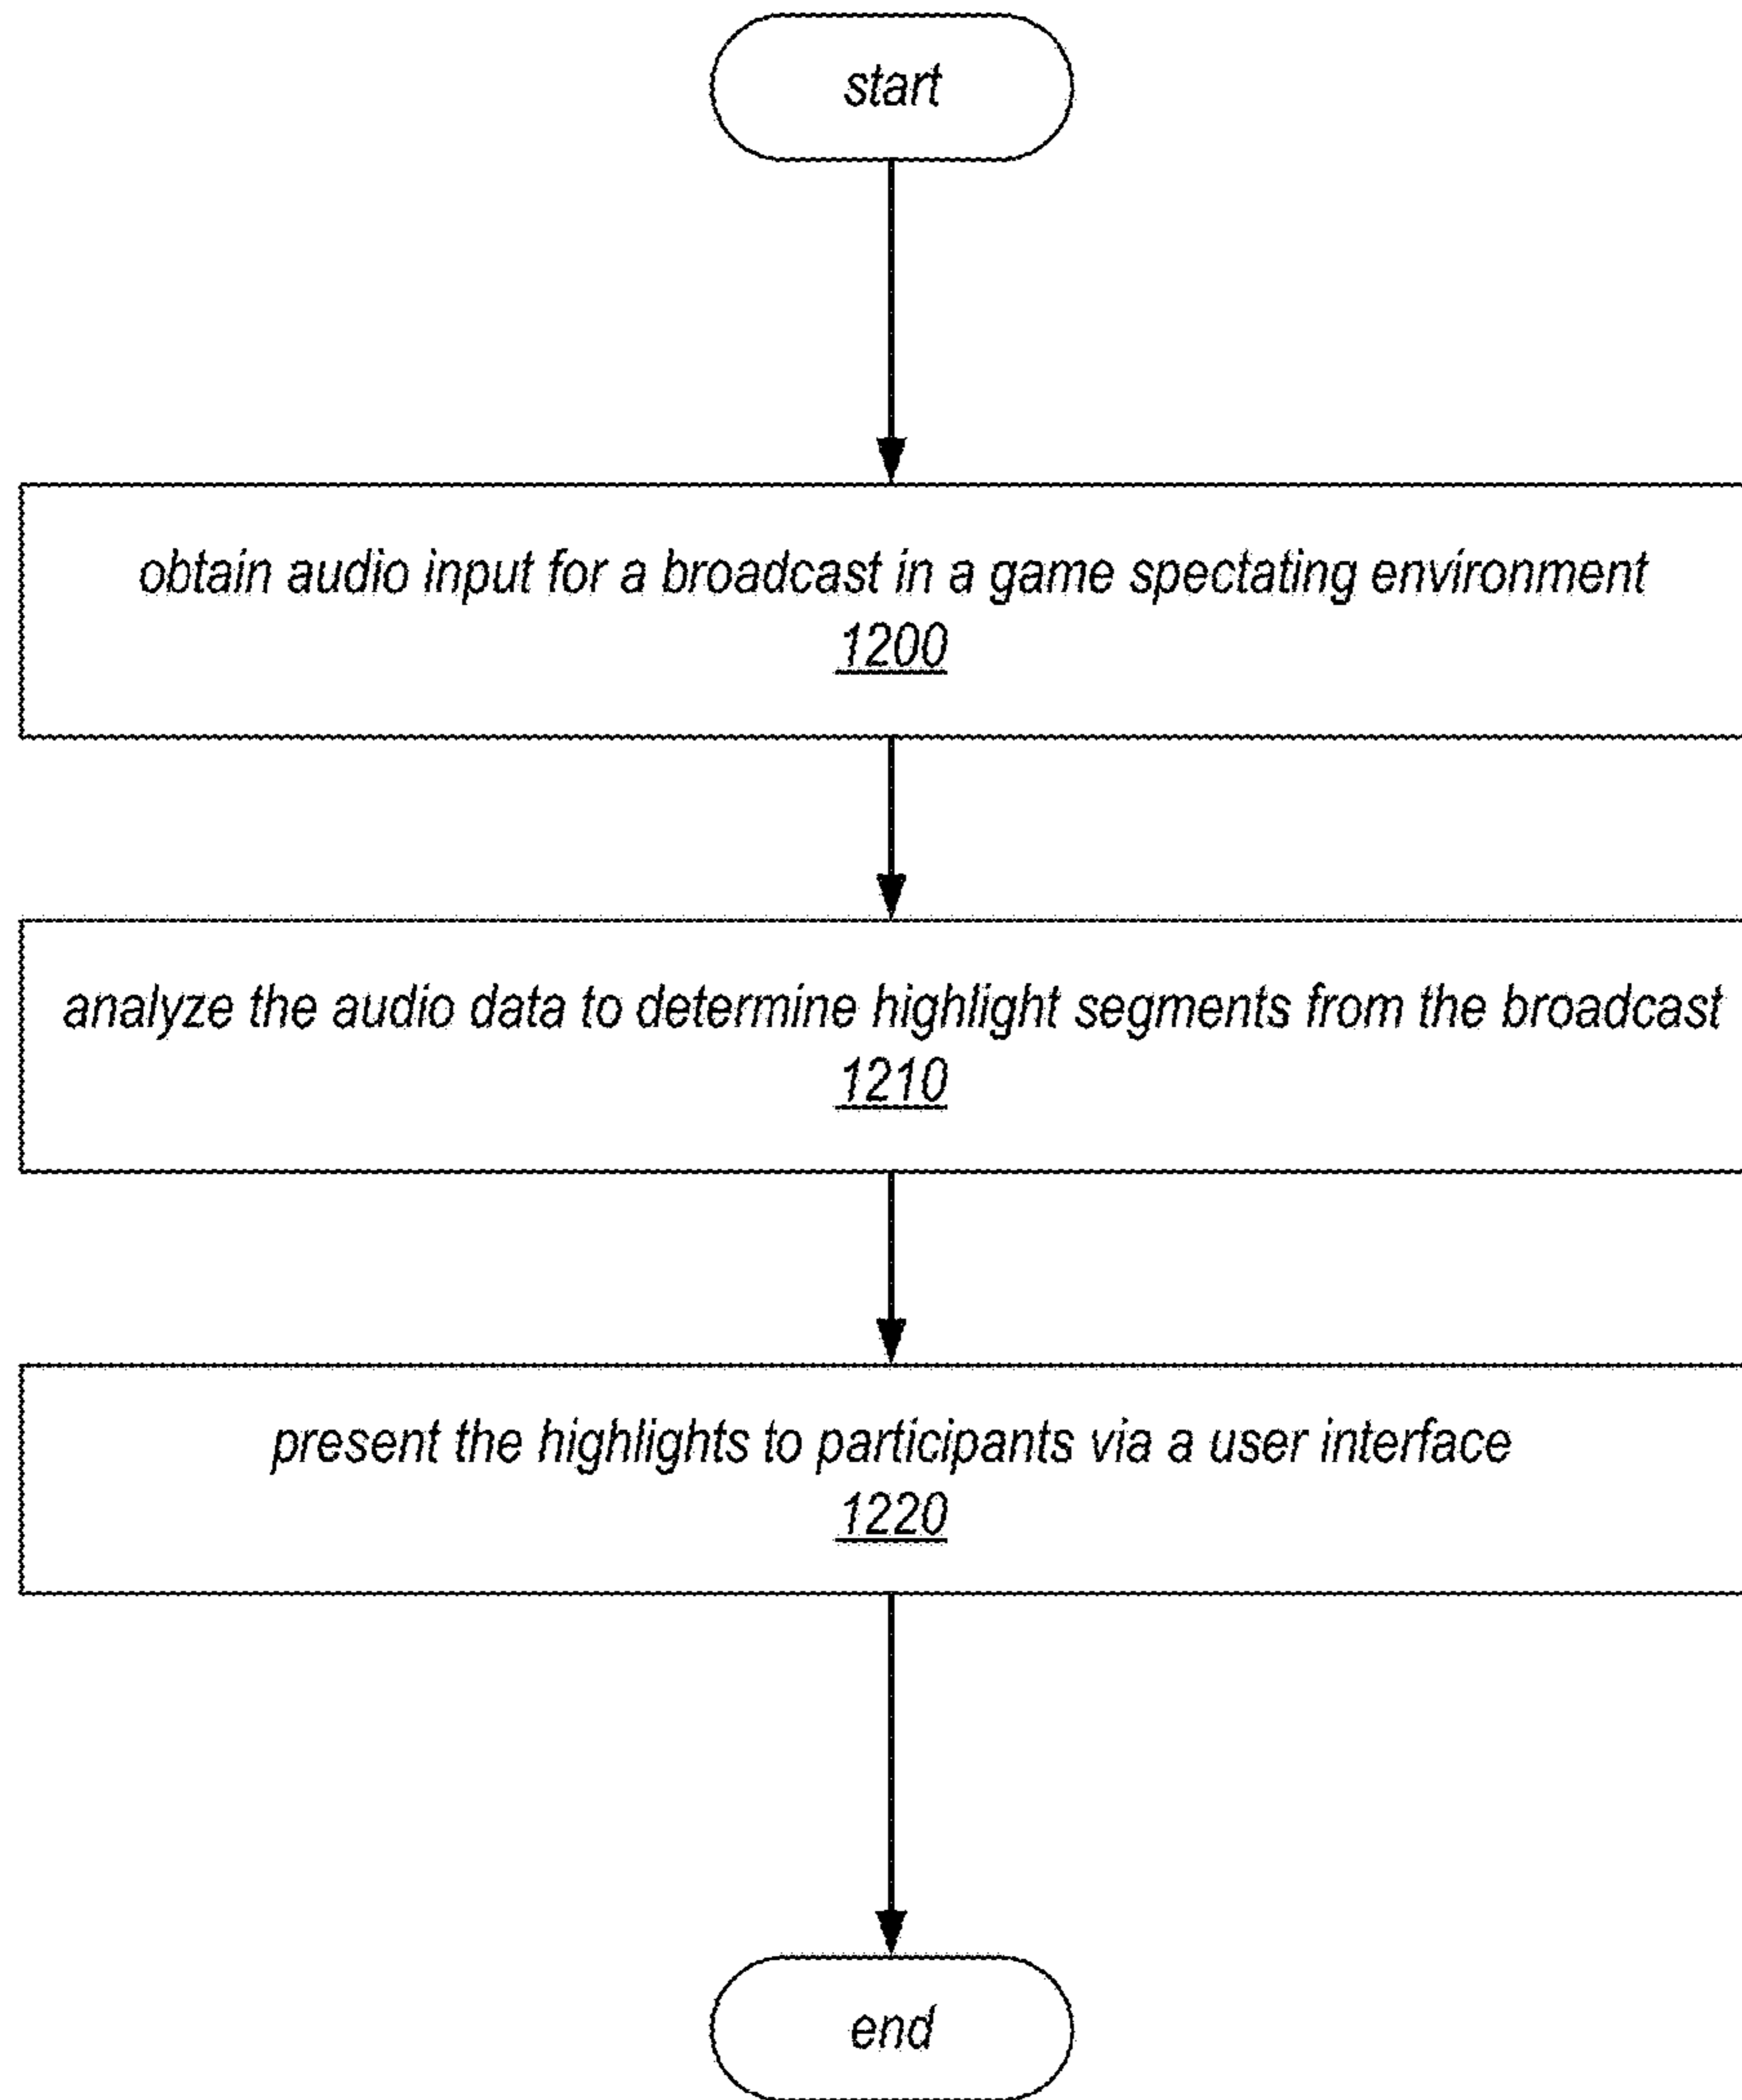 start
obtain audio input for a broadcast in a game spectating environment
1200
analyze the audio data to determine highlight segments from the broadcast
1210
present the highlights to participants via a user interface
1220
end